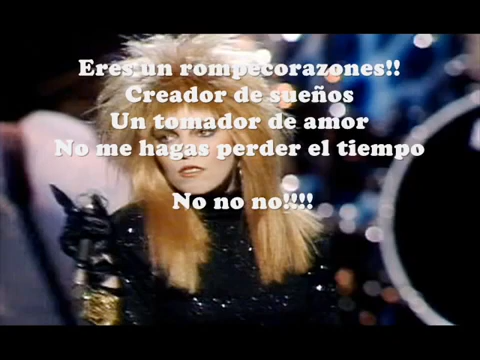 Eres un rompecorazones!!
Creador de sueños
Un tomador de amor
No me hagas perder el tiempo
No no no!!!!